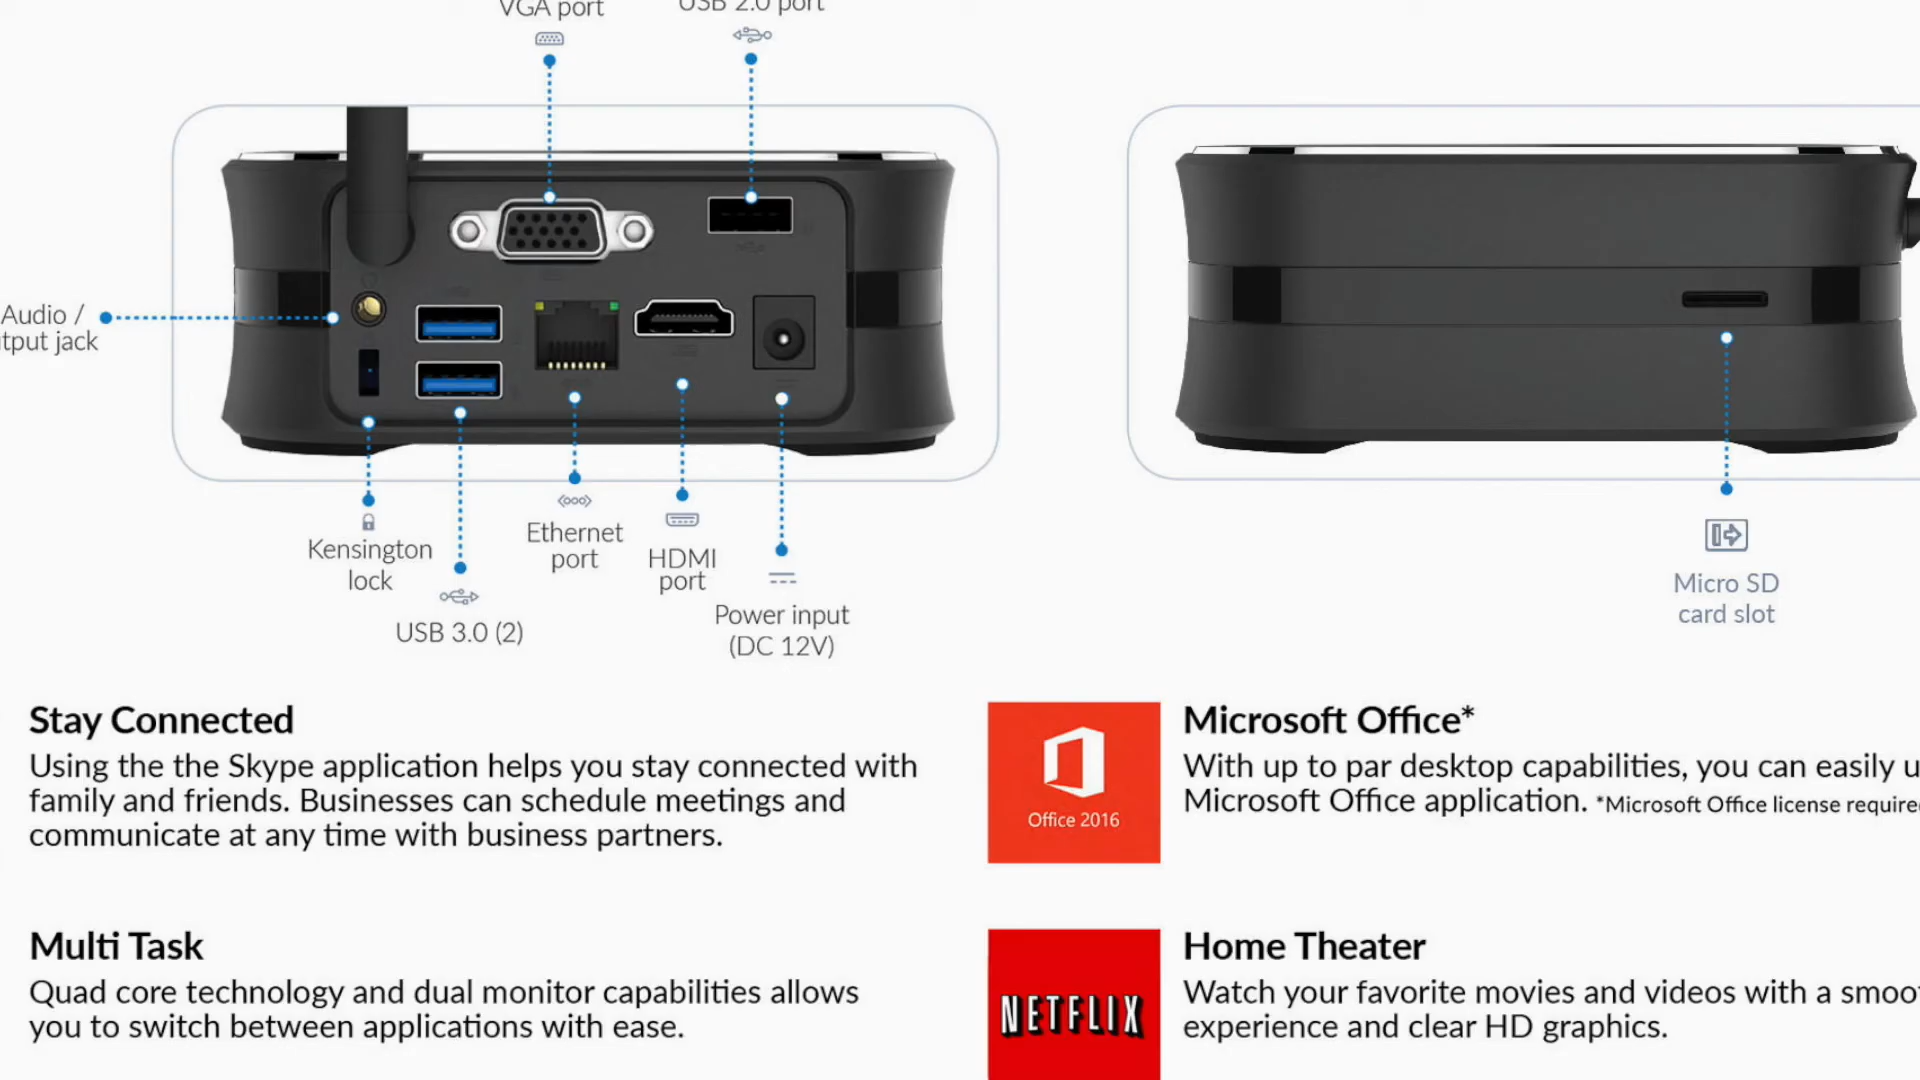 VGA port
USB 2.0 port
Audio /
tput jack
Kensington
lock
USB 3.0 (2)
Ethernet
port
HDMI
port
Power input
(DC 12V)
Micro SD
card slot
Stay Connected
Using the the Skype application helps you stay connected with
family and friends. Businesses can schedule meetings and
communicate at any time with business partners.
Office 2016
Microsoft Office*
With up to par desktop capabilities, you can easily u
Microsoft Office application. *Microsoft Office license require
Multi Task
Quad core technology and dual monitor capabilities allows
you to switch between applications with ease.
NETFLIX
Home Theater
Watch your favorite movies and videos with a smoo
experience and clear HD graphics.